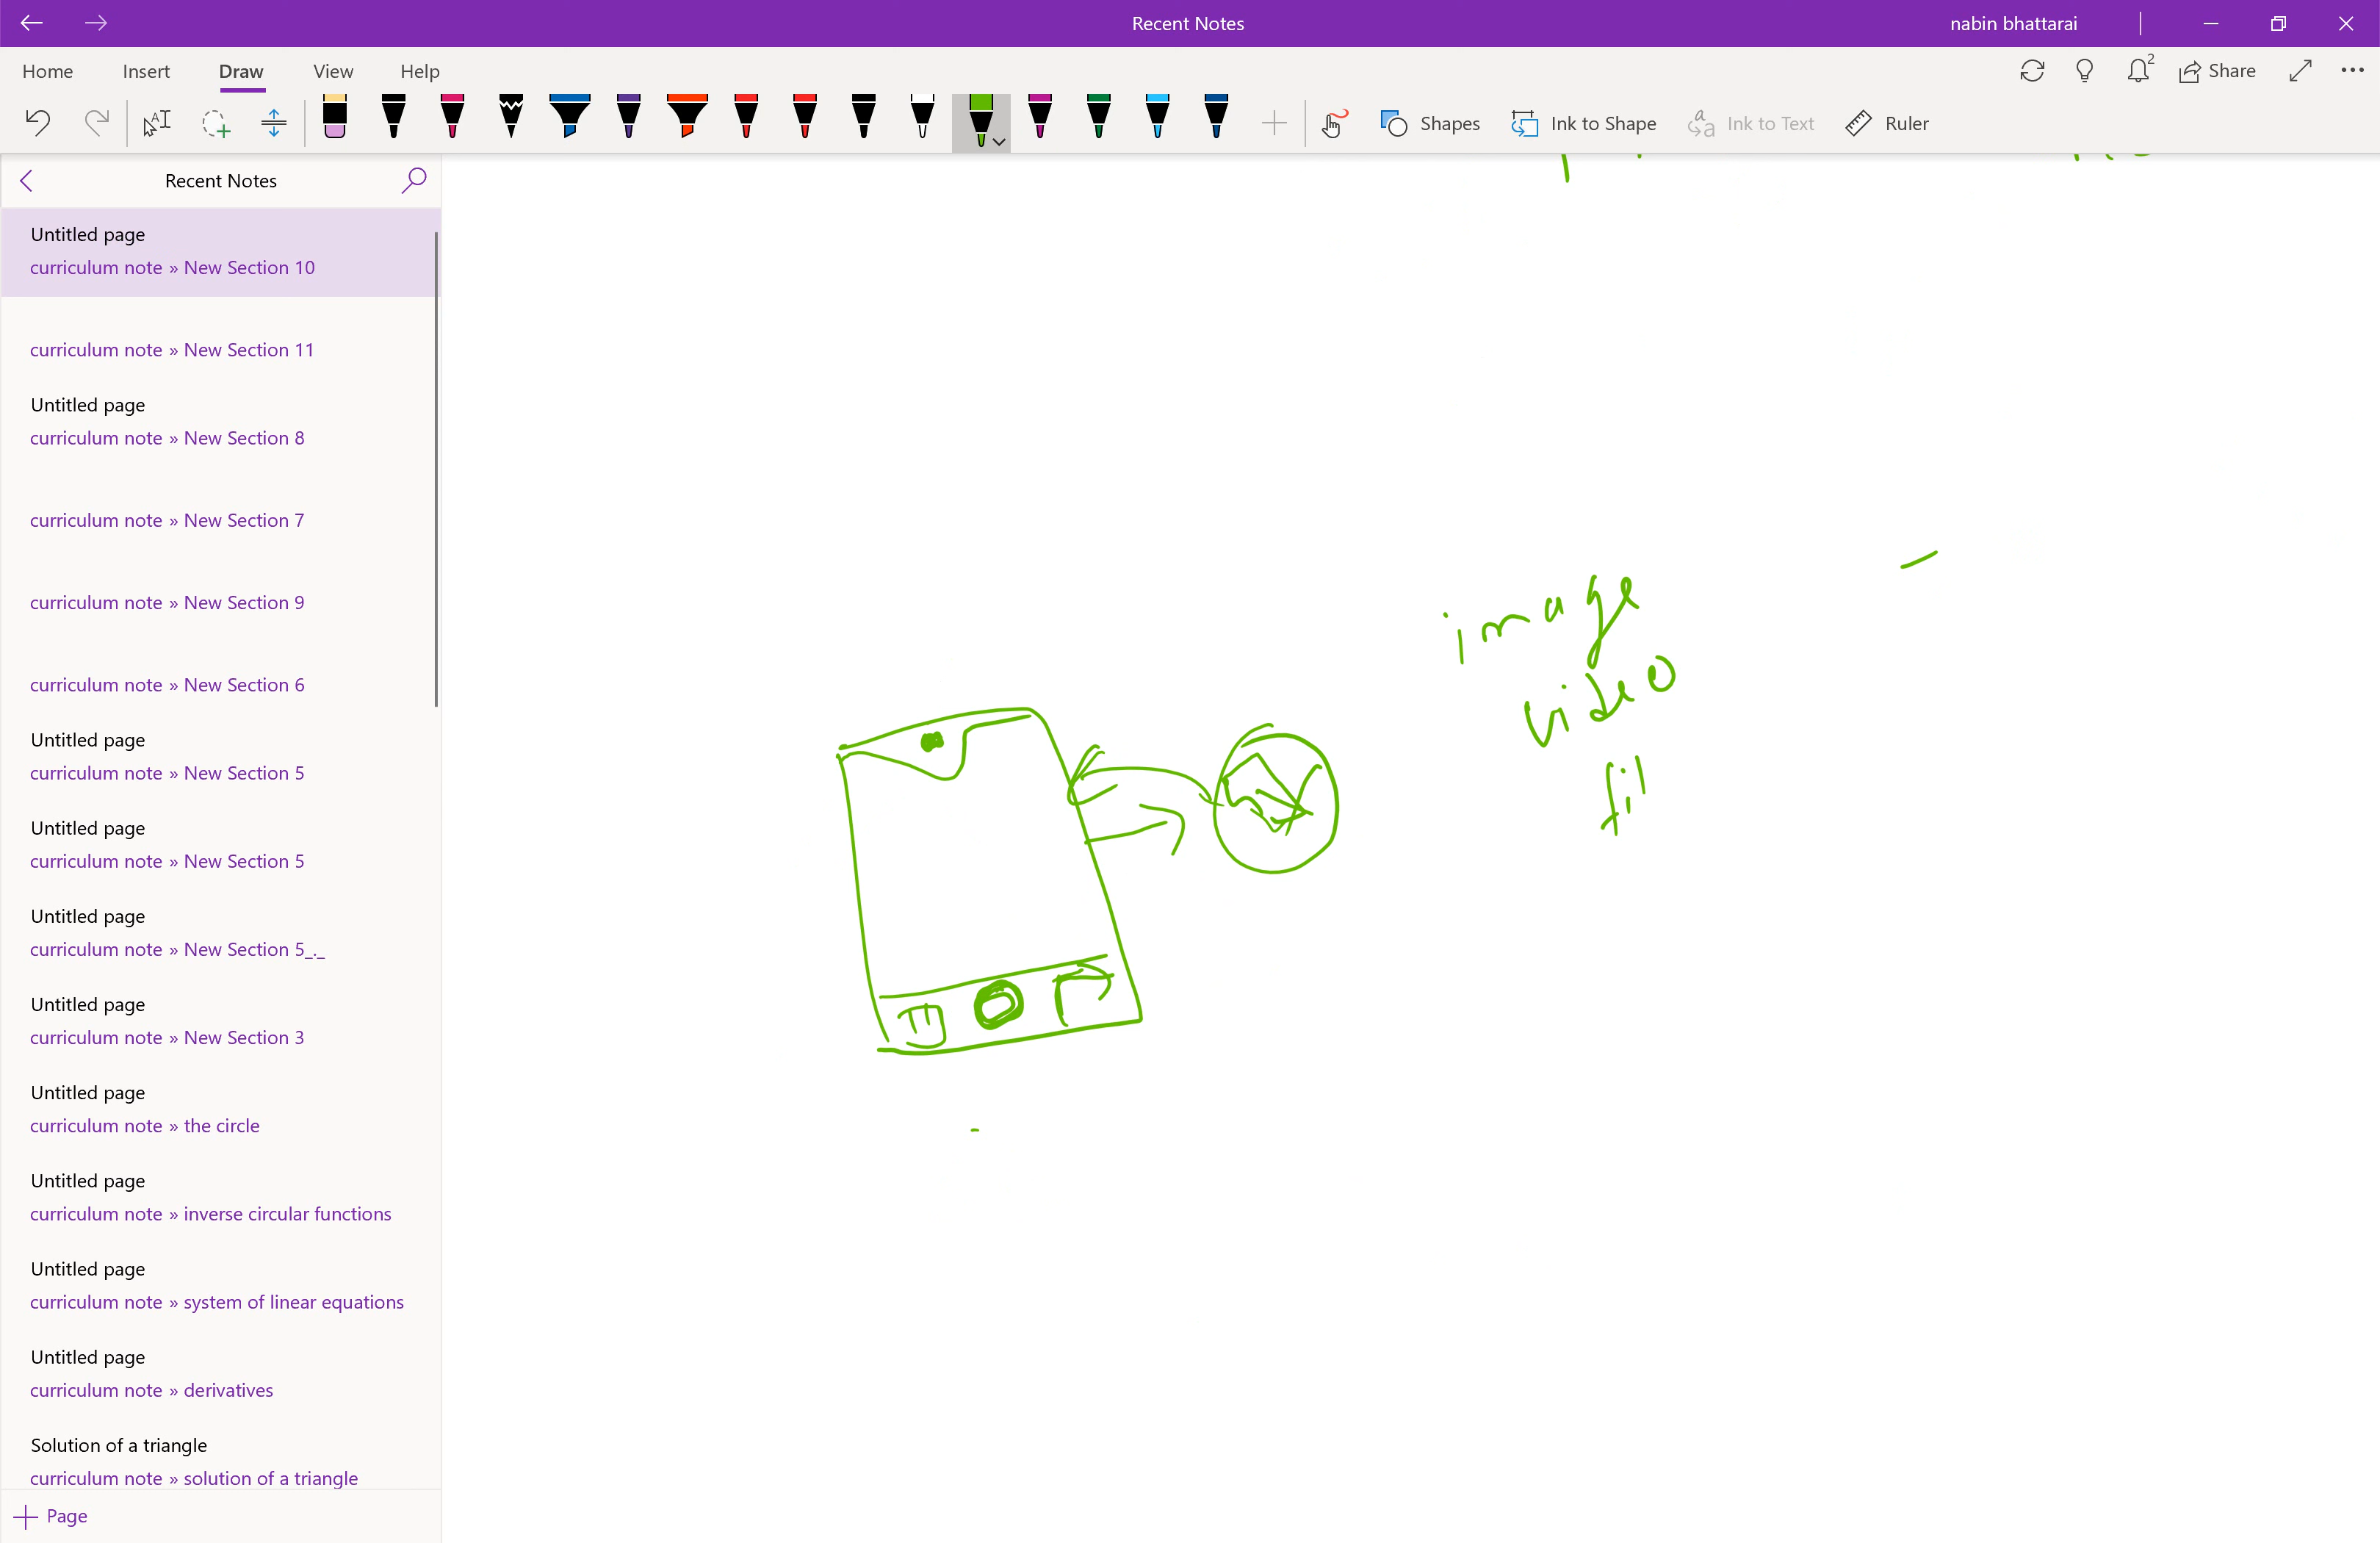 Recent Notes
nabin bhattarai
Home Insert Draw View Help
2 Share
Shapes Ink to Shape Ink to Text Ruler
Recent Notes
Untitled page
curriculum note » New Section 10
curriculum note » New Section 11
Untitled page
curriculum note » New Section 8
curriculum note » New Section 7
curriculum note » New Section 9
curriculum note » New Section 6
Untitled page
curriculum note » New Section 5
Untitled page
curriculum note » New Section 5
Untitled page
curriculum note » New Section 5_._
Untitled page
curriculum note » New Section 3
Untitled page
curriculum note » the circle
Untitled page
curriculum note » inverse circular functions
Untitled page
curriculum note » system of linear equations
Untitled page
curriculum note » derivatives
Solution of a triangle
curriculum note » solution of a triangle
Page
image
video
fil